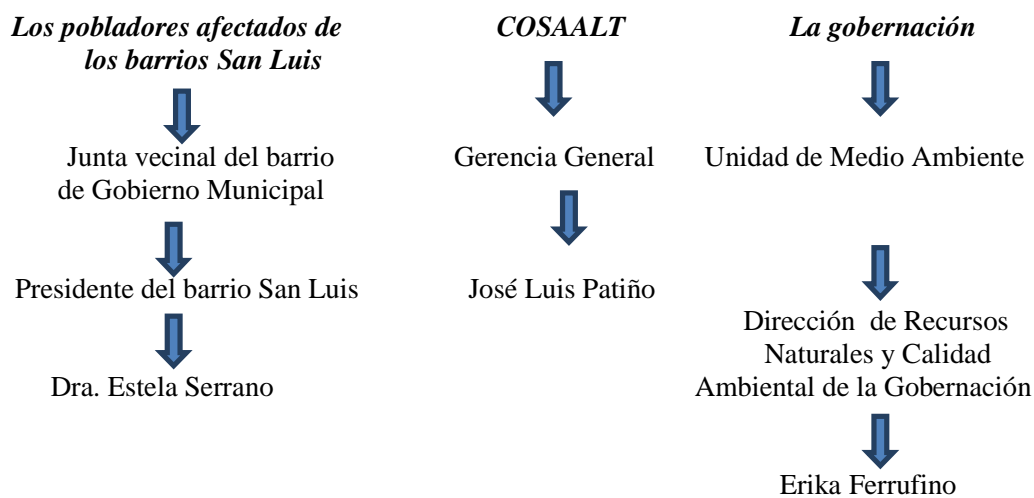 Los pobladores afectados de
los barrios San Luis
Junta vecinal del barrio
de Gobierno Municipal
Presidente del barrio San Luis
Dra. Estela Serrano
COSAALT
Gerencia General
José Luis Patiño
La gobernación
Unidad de Medio Ambiente
Dirección de Recursos
Naturales y Calidad
Ambiental de la Gobernación
Erika Ferrufino